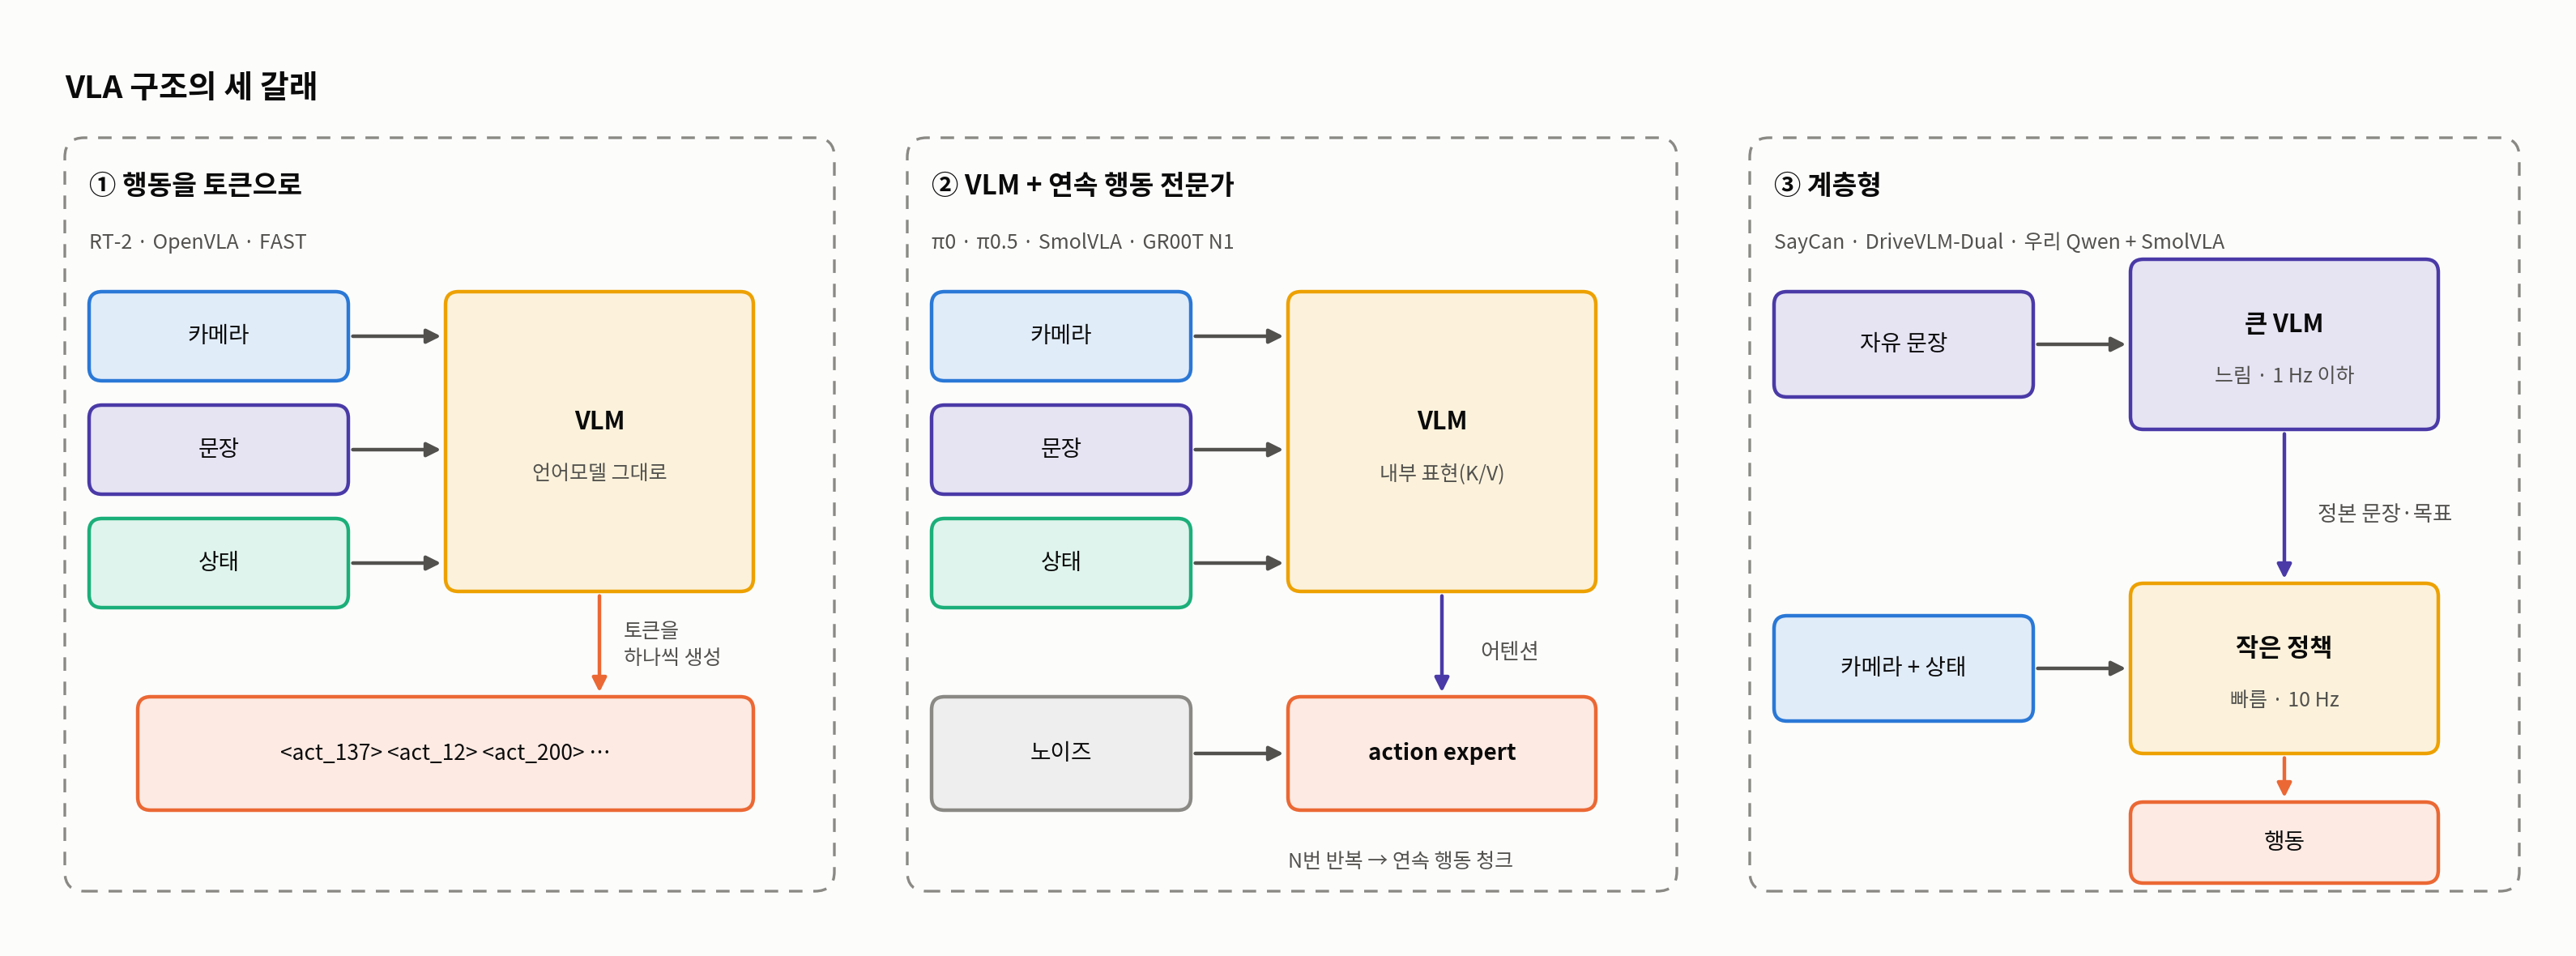 VLA 구조의 세 갈래
① 행동을 토큰으로
RT-2 · OpenVLA · FAST
카메라
문장
상태
VLM
언어모델 그대로
토큰을
하나씩 생성
<act_137> <act_12> <act_200> ⋯
② VLM + 연속 행동 전문가
π0 · π0.5 · SmolVLA · GR00T N1
카메라
문장
상태
VLM
내부 표현(K/V)
어텐션
노이즈
action expert
N번 반복 → 연속 행동 청크
③ 계층형
SayCan · DriveVLM-Dual · 우리 Qwen + SmolVLA
자유 문장
큰 VLM
느림 · 1 Hz 이하
정본 문장·목표
카메라 + 상태
작은 정책
빠름 · 10 Hz
행동